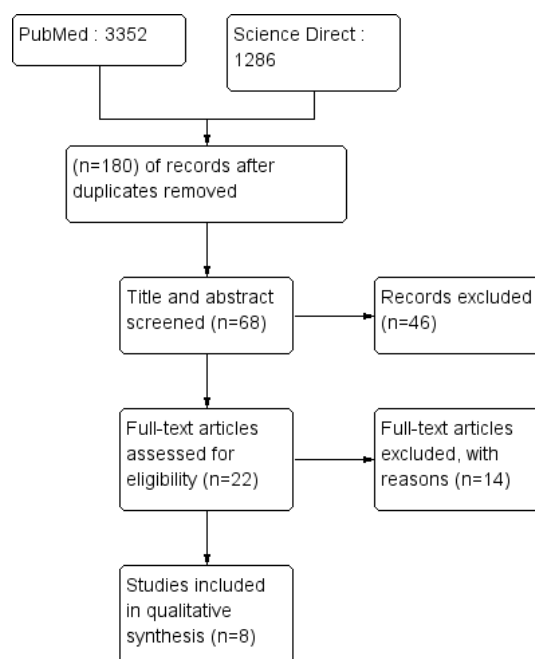 PubMed : 3352
Science Direct :
1286
(n=180) of records after
duplicates removed
Title and abstract
screened (n=68)
Records excluded
(n=46)
Full-text articles
assessed for
eligibility (n=22)
Full-text articles
excluded, with
reasons (n=14)
Studies included
in qualitative
synthesis (n=8)